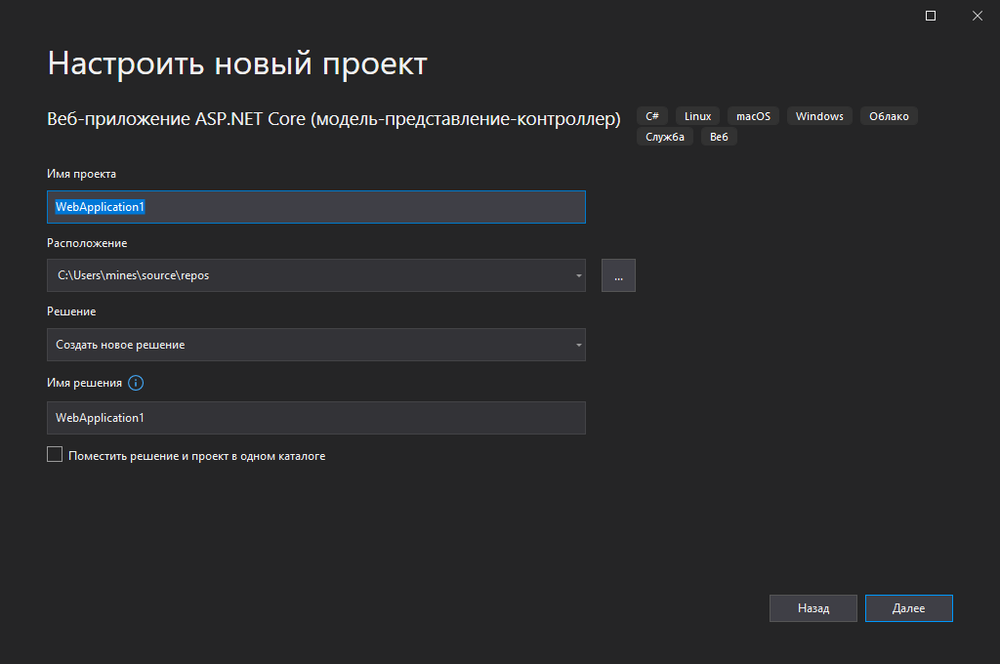 Настроить новый проект
Веб-приложение ASP.NET Core (модель-представление-контроллер)
C# Linux macOS Windows Облако
Служба Веб
Имя проекта
WebApplication1
Расположение
C:\Users\mines\source\repos
...
Решение
Создать новое решение
Имя решения
WebApplication1
Поместить решение и проект в одном каталоге
Назад Далее